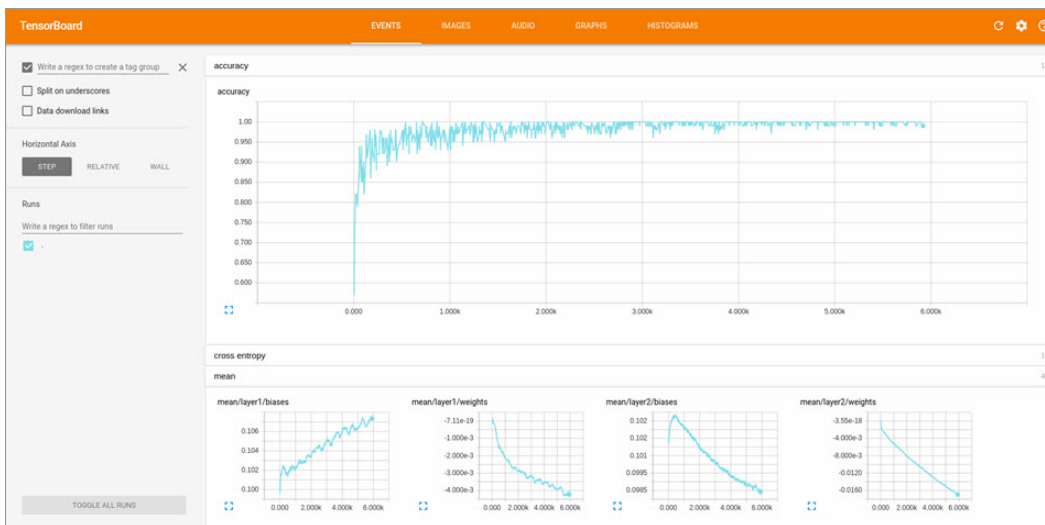 TensorBoard
EVENTS IMAGES AUDIO GRAPHS HISTOGRAMS
Write a regex to create a tag group
Split on underscores
Data download links
Horizontal Axis
STEP RELATIVE WALL
Runs
Write a regex to filter runs
.
TOGGLE ALL RUNS
accuracy 1
accuracy
1.00
0.950
0.900
0.850
0.800
0.750
0.700
0.650
0.600
0.000 1.000k 2.000k 3.000k 4.000k 5.000k 6.000k
cross entropy 1
mean 4
mean/layer1/biases
0.106
0.104
0.102
0.100
0.000 2.000k 4.000k 6.000k
mean/layer1/weights
-7.11e-19
-1.000e-3
-2.000e-3
-3.000e-3
-4.000e-3
0.000 2.000k 4.000k 6.000k
mean/layer2/biases
0.102
0.102
0.101
0.0995
0.0985
0.000 2.000k 4.000k 6.000k
mean/layer2/weights
-3.55e-18
-4.000e-3
-8.000e-3
-0.0120
-0.0160
0.000 2.000k 4.000k 6.000k